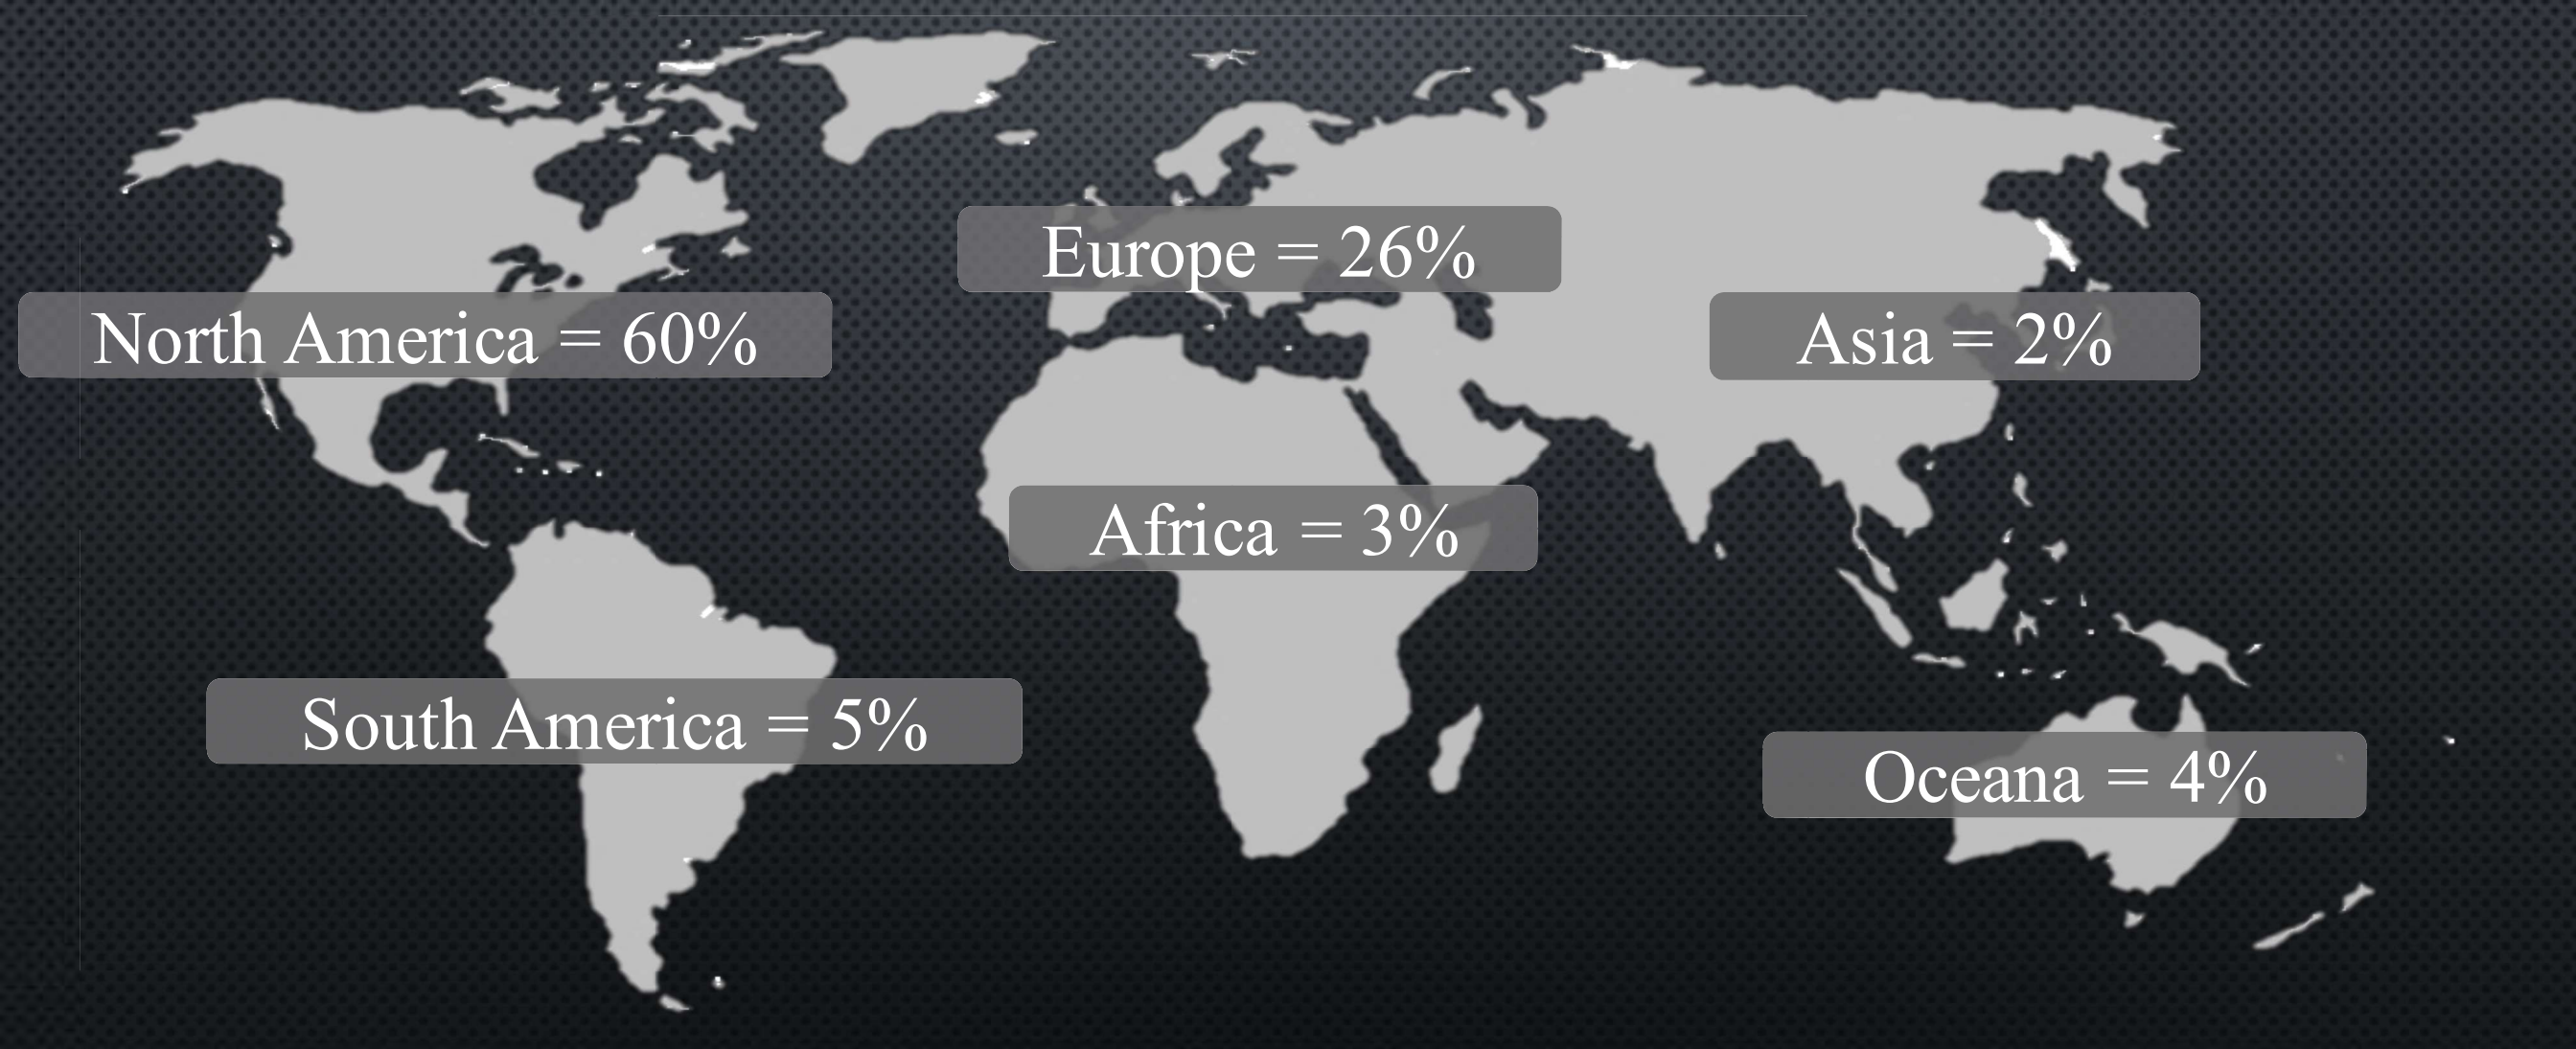 Europe = 26%
North America = 60%
Asia = 2%
Africa = 3%
South America = 5%
Oceana = 4%